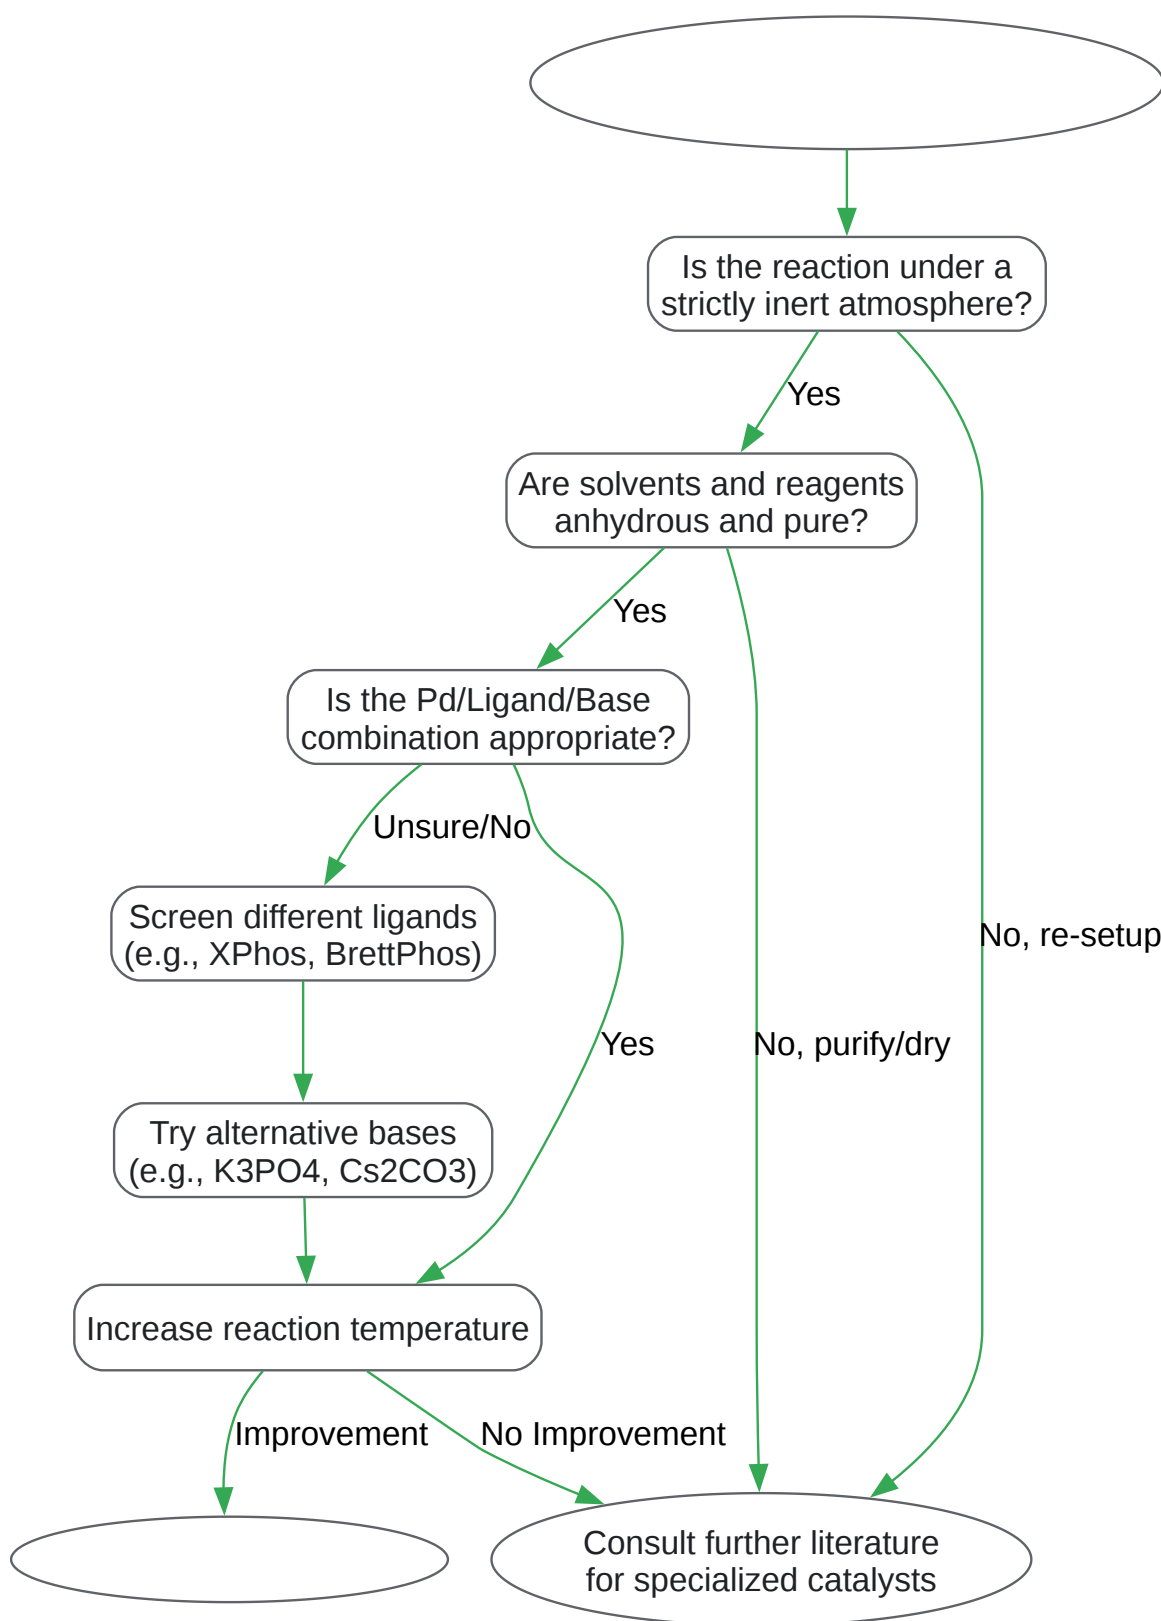 Is the reaction under a
strictly inert atmosphere?
Yes
Are solvents and reagents
anhydrous and pure?
Yes
Is the Pd/Ligand/Base
combination appropriate?
Unsure/No
Screen different ligands
(e.g., XPhos, BrettPhos)
No, re-setup
Yes
No, purify/dry
Try alternative bases
(e.g., K3PO4, Cs2CO3)
Increase reaction temperature
Improvement
No Improvement
Consult further literature
for specialized catalysts